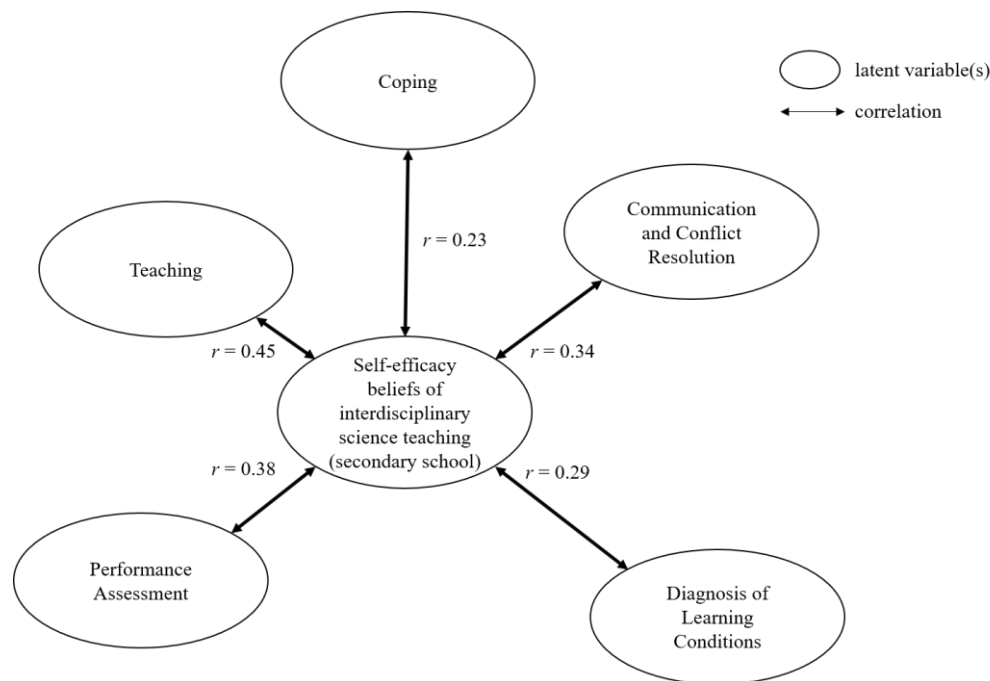 Coping
latent variable(s)
correlation
Communication
and Conflict
Resolution
Teaching
r = 0.23
r = 0.45
r = 0.34
Self-efficacy
beliefs of
interdisciplinary
science teaching
(secondary school)
r = 0.38
r = 0.29
Performance
Assessment
Diagnosis of
Learning
Conditions